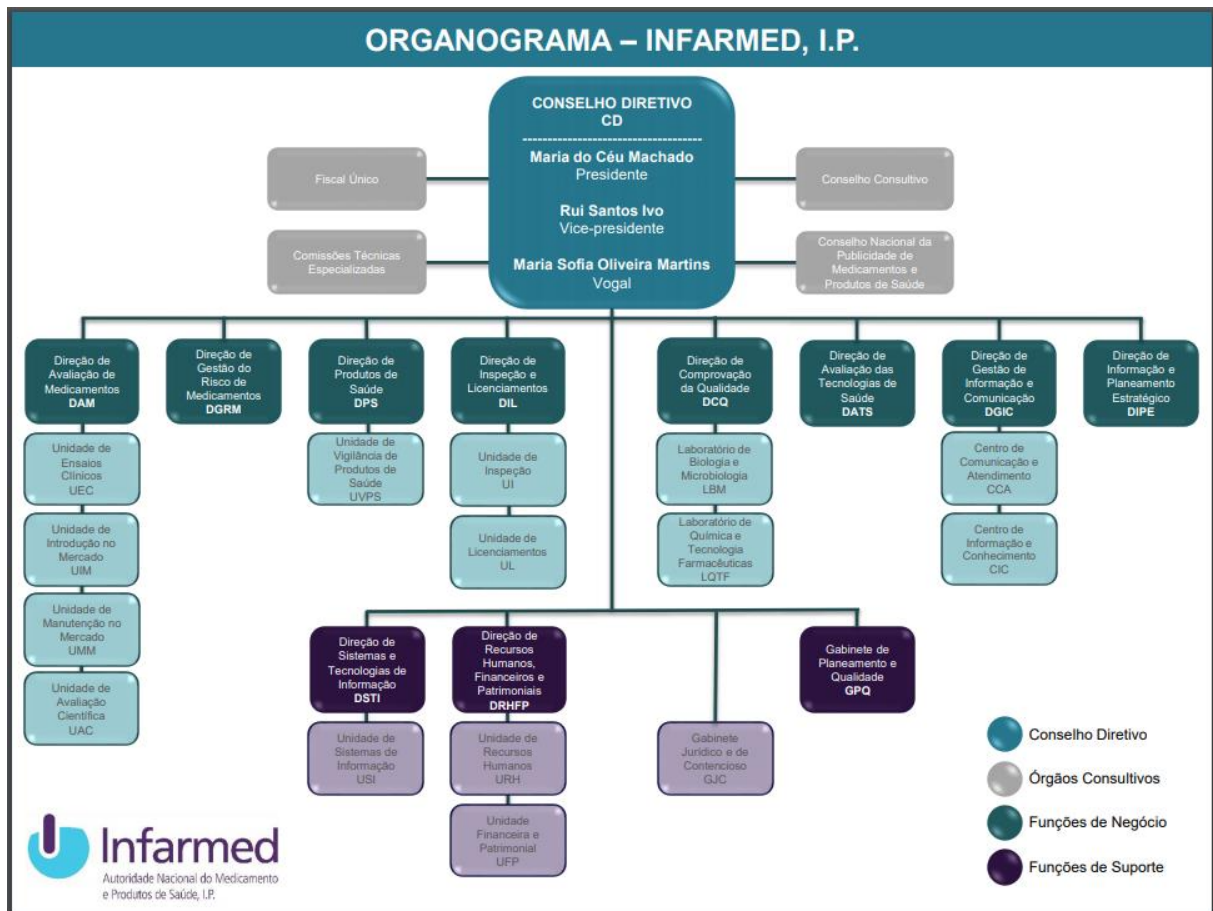 ORGANOGRAMA – INFARMED, I.P.
CONSELHO DIRETIVO
CD
------------------------------------
Maria do Céu Machado
Presidente
Rui Santos Ivo
Vice-presidente
Maria Sofia Oliveira Martins
Vogal
Fiscal Único
Comissões Técnicas
Especializadas
Conselho Consultivo
Conselho Nacional da
Publicidade de
Medicamentos e
Produtos de Saúde
Direção de
Avaliação de
Medicamentos
DAM
Direção de
Gestão do
Risco de
Medicamentos
DGRM
Direção de
Produtos de
Saúde
DPS
Direção de
Inspeção e
Licenciamentos
DIL
Direção de
Comprovação
da Qualidade
DCQ
Direção de
Avaliação das
Tecnologias de
Saúde
DATS
Direção de
Gestão de
Informação e
Comunicação
DGIC
Direção de
Informação e
Planeamento
Estratégico
DIPE
Unidade de
Ensaios
Clínicos
UEC
Unidade de
Introdução no
Mercado
UIM
Unidade de
Manutenção no
Mercado
UMM
Unidade de
Avaliação
Científica
UAC
Unidade de
Vigilância de
Produtos de
Saúde
UVPS
Unidade de
Inspeção
UI
Unidade de
Licenciamentos
UL
Laboratório de
Biologia e
Microbiologia
LBM
Laboratório de
Química e
Tecnologia
Farmacêuticas
LQTF
Centro de
Comunicação e
Atendimento
CCA
Centro de
Informação e
Conhecimento
CIC
Direção de
Sistemas e
Tecnologias de
Informação
DSTI
Direção de
Recursos
Humanos,
Financeiros e
Patrimoniais
DRHFP
Gabinete de
Planeamento e
Qualidade
GPQ
Unidade de
Sistemas de
Informação
USI
Unidade de
Recursos
Humanos
URH
Unidade
Financeira e
Patrimonial
UFP
Gabinete
Jurídico e de
Contencioso
GJC
Conselho Diretivo
Órgãos Consultivos
Funções de Negócio
Funções de Suporte
Infarmed
Autoridade Nacional do Medicamento
e Produtos de Saúde, I.P.